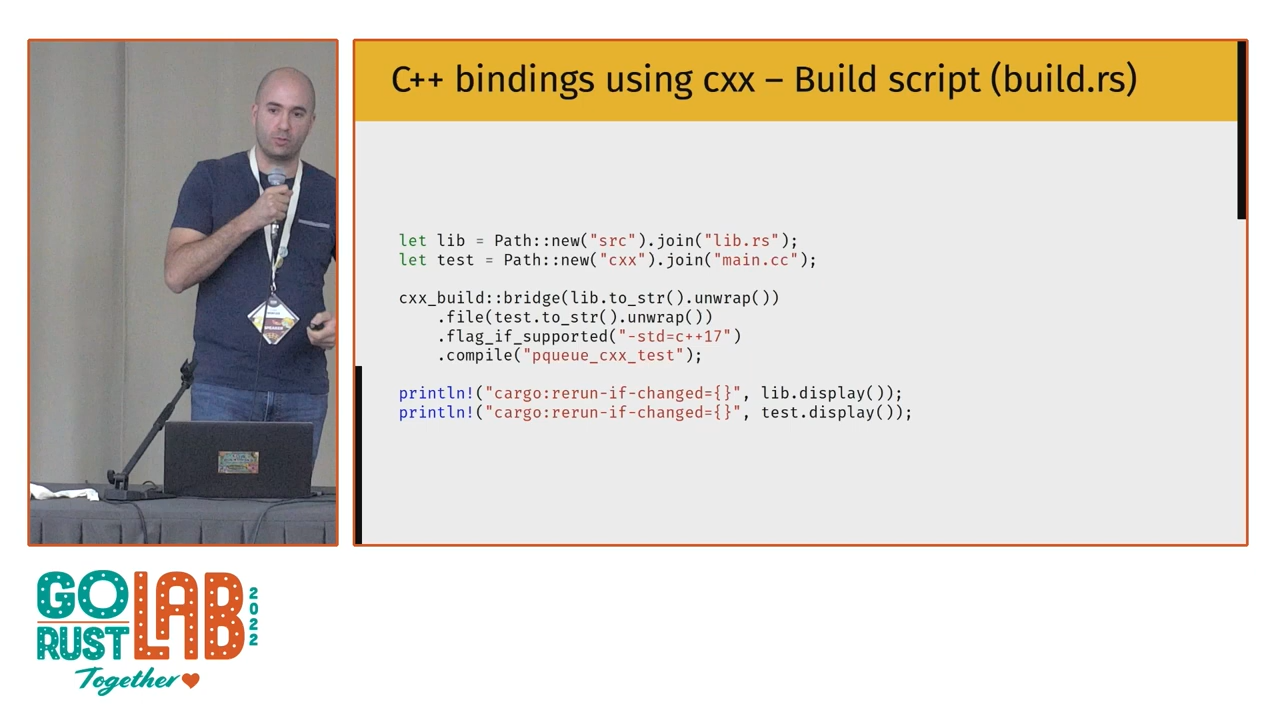 C++ bindings using cxx – Build script (build.rs)
let lib = Path::new("src").join("lib.rs");
let test = Path::new("cxx").join("main.cc");
cxx_build::bridge(lib.to_str().unwrap())
    .file(test.to_str().unwrap())
    .flag_if_supported("-std=c++17")
    .compile("pqueue_cxx_test");
println!("cargo:rerun-if-changed={}", lib.display());
println!("cargo:rerun-if-changed={}", test.display());
SPEAKER
GO LAB 2022
RUST
Together